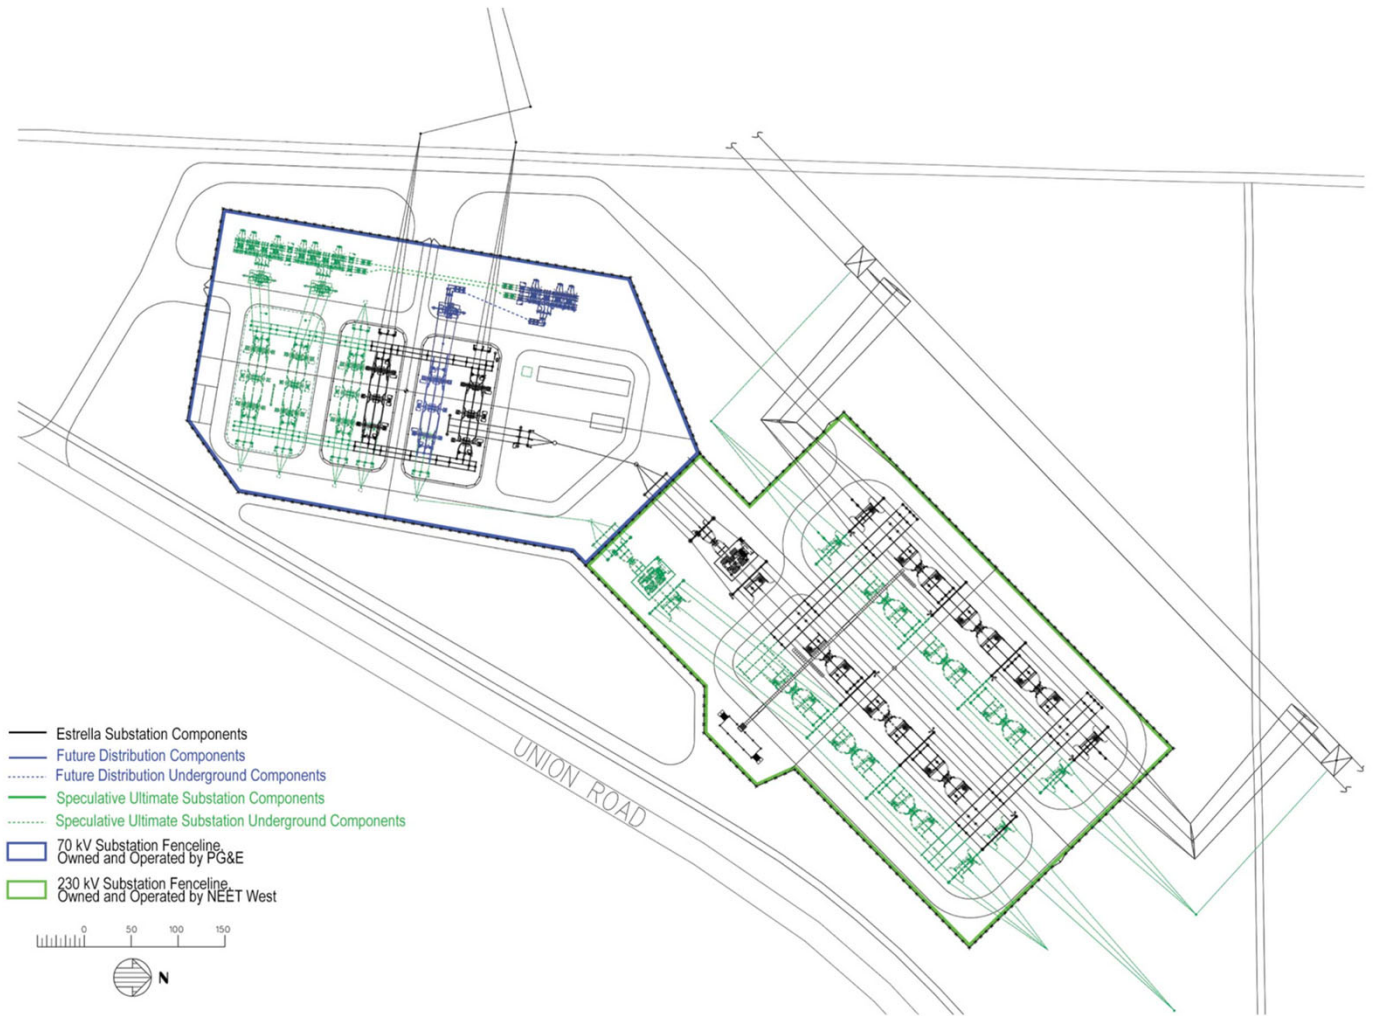 UNION ROAD
Estrella Substation Components
Future Distribution Components
Future Distribution Underground Components
Speculative Ultimate Substation Components
Speculative Ultimate Substation Underground Components
70 kV Substation Fenceline,
Owned and Operated by PG&E
230 kV Substation Fenceline,
Owned and Operated by NEET West
0 50 100 150
N